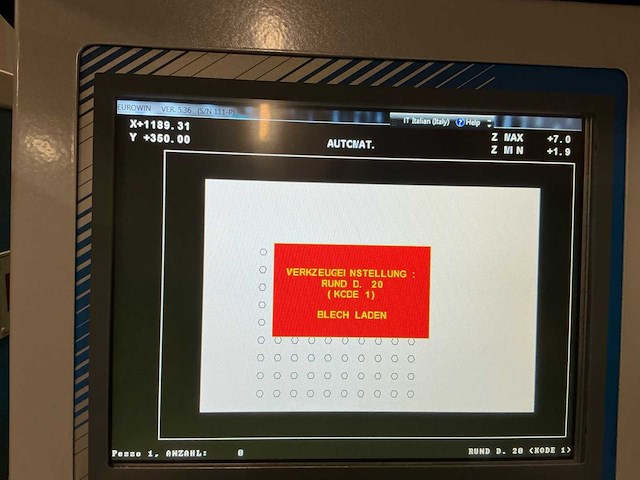 EUROWIN VER. 5.36 (S/N 111-P)
IT Italian (Italy) Help
X+1189.31
Y +350.00
AUTOMAT.
Z MAX +7.0
Z MIN +1.9
VERKZEUGEINSTELLUNG :
RUND D. 20
(KODE 1)
BLECH LADEN
Pezzo 1, ANZAHL: 0
RUND D. 20 (KODE 1)